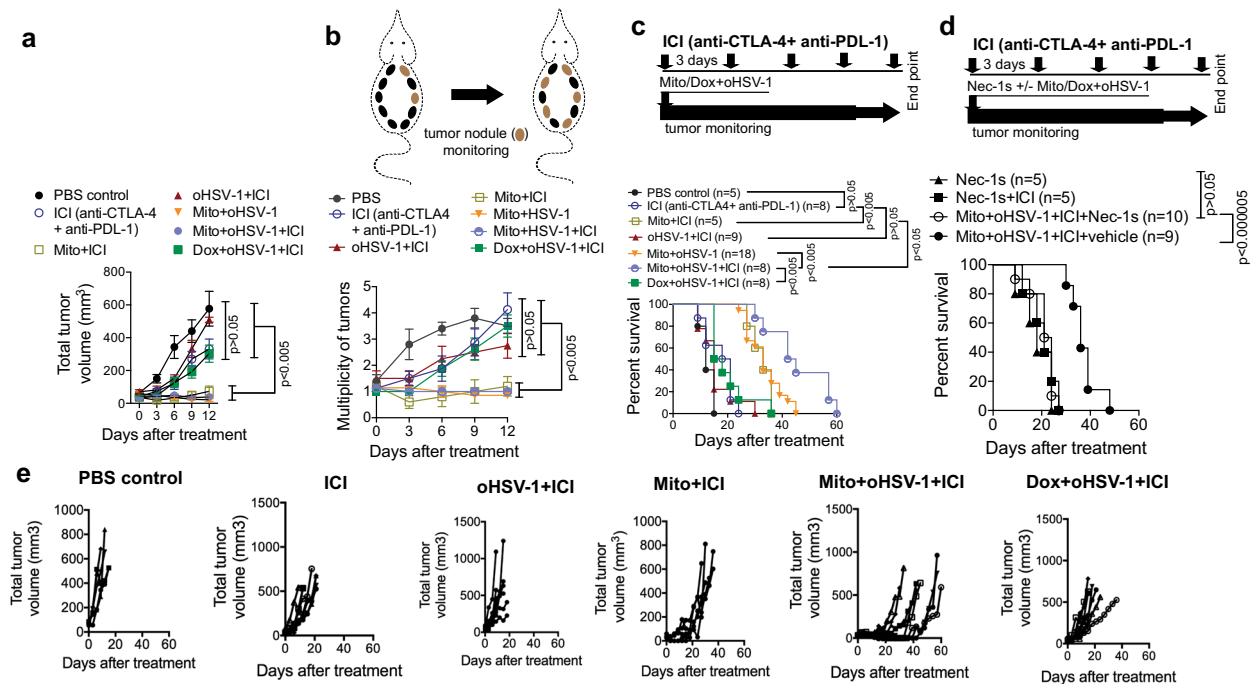 a
PBS control
ICI (anti-CTLA-4
+ anti-PDL-1)
Mito+ICI
oHSV-1+ICI
Mito+oHSV-1
Mito+oHSV-1+ICI
Dox+oHSV-1+ICI
Total tumor
volume (mm3)
800
600
400
200
0
0 3 6 9 12
Days after treatment
p>0.05
p<0.005
b
tumor nodule ( )
monitoring
PBS
ICI (anti-CTLA4
+ anti-PDL-1)
oHSV-1+ICI
Mito+ICI
Mito+HSV-1
Mito+HSV-1+ICI
Dox+oHSV-1+ICI
Multiplicity of tumors
5
4
3
2
1
0
0 3 6 9 12
Days after treatment
p>0.05
p<0.005
c
ICI (anti-CTLA-4+ anti-PDL-1)
3 days
Mito/Dox+oHSV-1
tumor monitoring
End point
PBS control (n=5)
ICI (anti-CTLA4+ anti-PDL-1) (n=8)
Mito+ICI (n=5)
oHSV-1+ICI (n=9)
Mito+oHSV-1 (n=18)
Mito+oHSV-1+ICI (n=8)
Dox+oHSV-1+ICI (n=8)
p>0.05
p<0.005
p>0.05
p<0.05
p<0.005
p<0.005
Percent survival
100
80
60
40
20
0
0 20 40 60
Days after treatment
d
ICI (anti-CTLA-4+ anti-PDL-1
3 days
Nec-1s +/- Mito/Dox+oHSV-1
tumor monitoring
End point
Nec-1s (n=5)
Nec-1s+ICI (n=5)
Mito+oHSV-1+ICI+Nec-1s (n=10)
Mito+oHSV-1+ICI+vehicle (n=9)
p>0.05
p<0.000005
Percent survival
100
80
60
40
20
0
0 20 40 60
Days after treatment
e
PBS control
Total tumor
volume (mm3)
1000
800
600
400
200
0
0 20 40 60
Days after treatment
ICI
Total tumor
volume (mm3)
1500
1000
500
0
0 20 40 60
Days after treatment
oHSV-1+ICI
Total tumor
volume (mm3)
1500
1000
500
0
0 20 40 60
Days after treatment
Mito+ICI
Total tumor
volume (mm3)
1000
800
600
400
200
0
0 20 40 60
Days after treatment
Mito+oHSV-1+ICI
Total tumor
volume (mm3)
1500
1000
500
0
0 20 40 60
Days after treatment
Dox+oHSV-1+ICI
Total tumor
volume (mm3)
1500
1000
500
0
0 20 40 60
Days after treatment